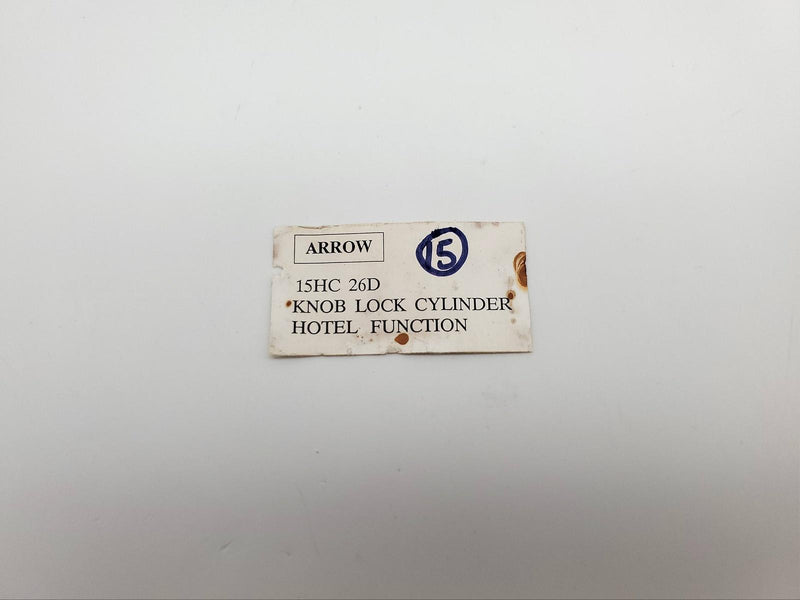 ARROW
15
15HC 26D
KNOB LOCK CYLINDER
HOTEL FUNCTION